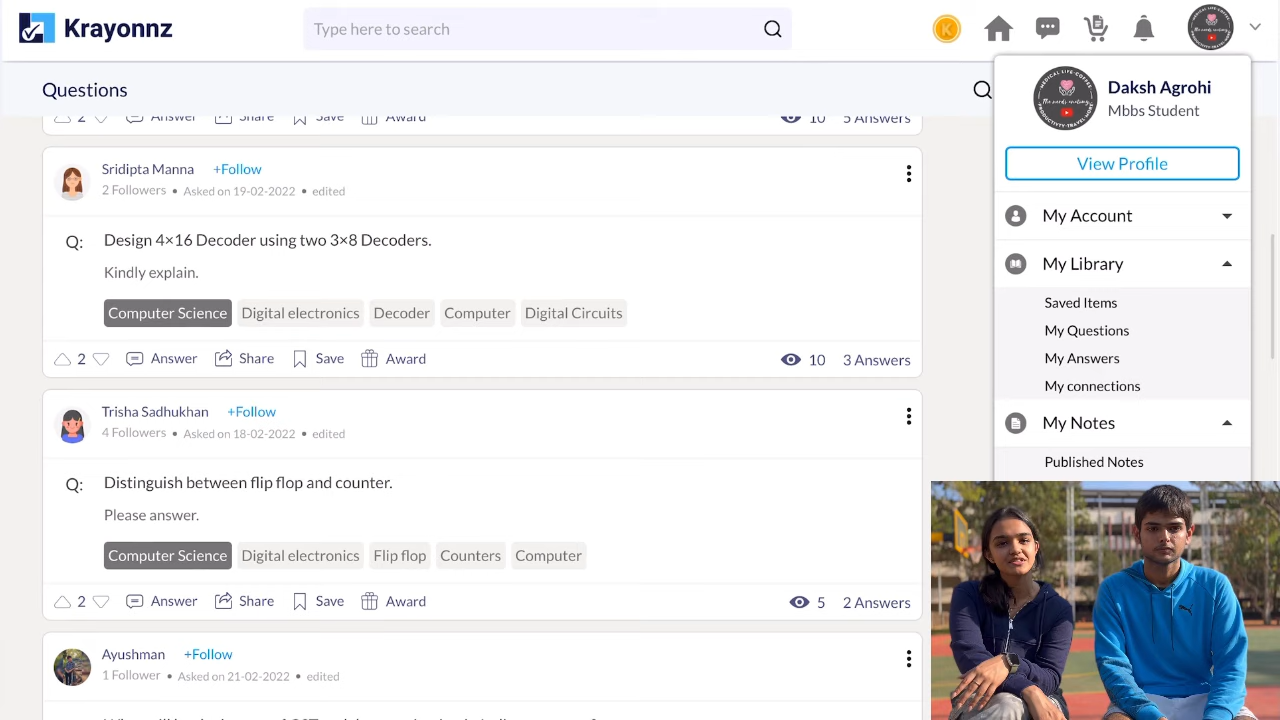 Krayonnz
Type here to search
K
Questions
2 Answer Share Save Award 10 5 Answers
Sridipta Manna +Follow
2 Followers • Asked on 19-02-2022 • edited
Q: Design 4×16 Decoder using two 3×8 Decoders.
Kindly explain.
Computer Science Digital electronics Decoder Computer Digital Circuits
2 Answer Share Save Award 10 3 Answers
Trisha Sadhukhan +Follow
4 Followers • Asked on 18-02-2022 • edited
Q: Distinguish between flip flop and counter.
Please answer.
Computer Science Digital electronics Flip flop Counters Computer
2 Answer Share Save Award 5 2 Answers
Ayushman +Follow
1 Follower • Asked on 21-02-2022 • edited
MEDICAL LIFE-COFFEE
PRODUCTIVITY-TRAVEL-MORE
Daksh Agrohi
Mbbs Student
View Profile
My Account
My Library
Saved Items
My Questions
My Answers
My connections
My Notes
Published Notes